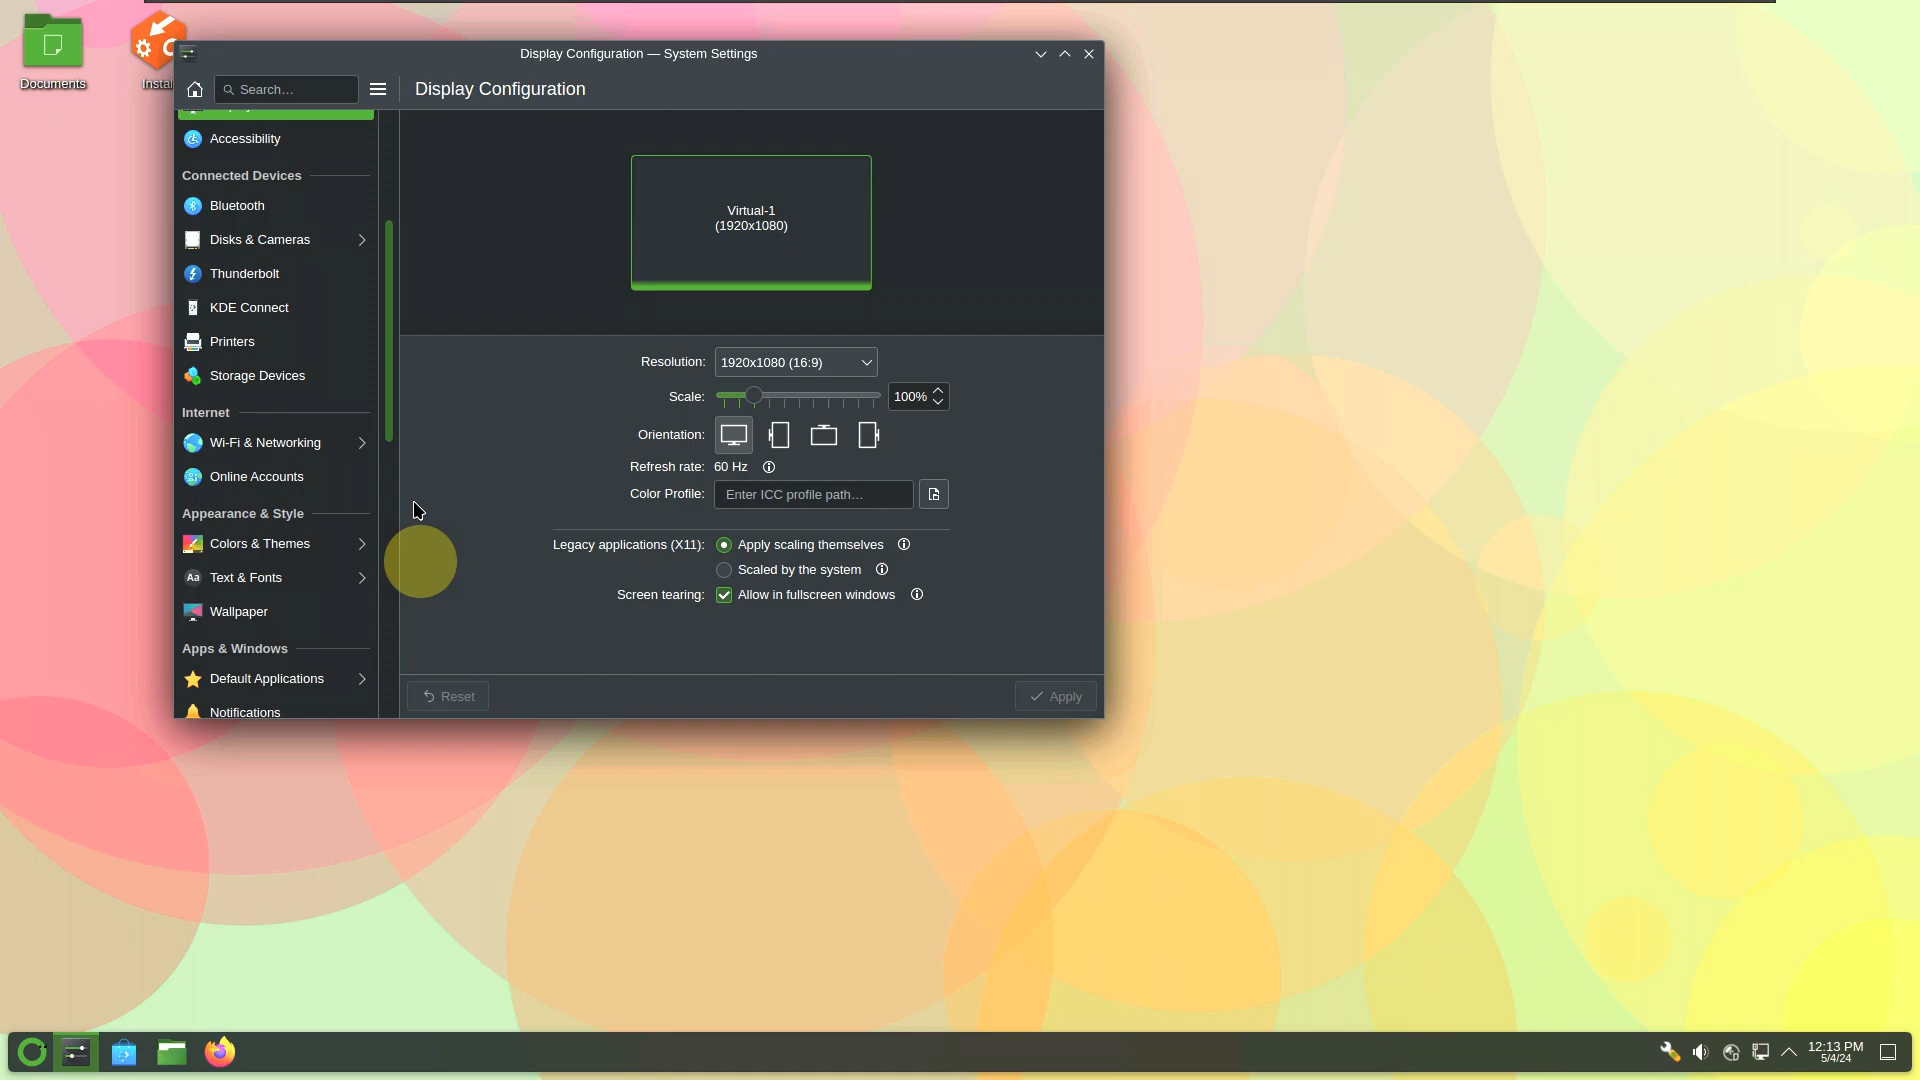 Documents
Instal
Display Configuration — System Settings
Search...
Display Configuration
Accessibility
Connected Devices
Bluetooth
Disks & Cameras
Thunderbolt
KDE Connect
Printers
Storage Devices
Internet
Wi-Fi & Networking
Online Accounts
Appearance & Style
Colors & Themes
Aa Text & Fonts
Wallpaper
Apps & Windows
Default Applications
Notifications
Virtual-1
(1920x1080)
Resolution: 1920x1080 (16:9)
Scale: 100%
Orientation:
Refresh rate: 60 Hz
Color Profile: Enter ICC profile path...
Legacy applications (X11): Apply scaling themselves
Scaled by the system
Screen tearing: Allow in fullscreen windows
Reset
Apply
12:13 PM
5/4/24